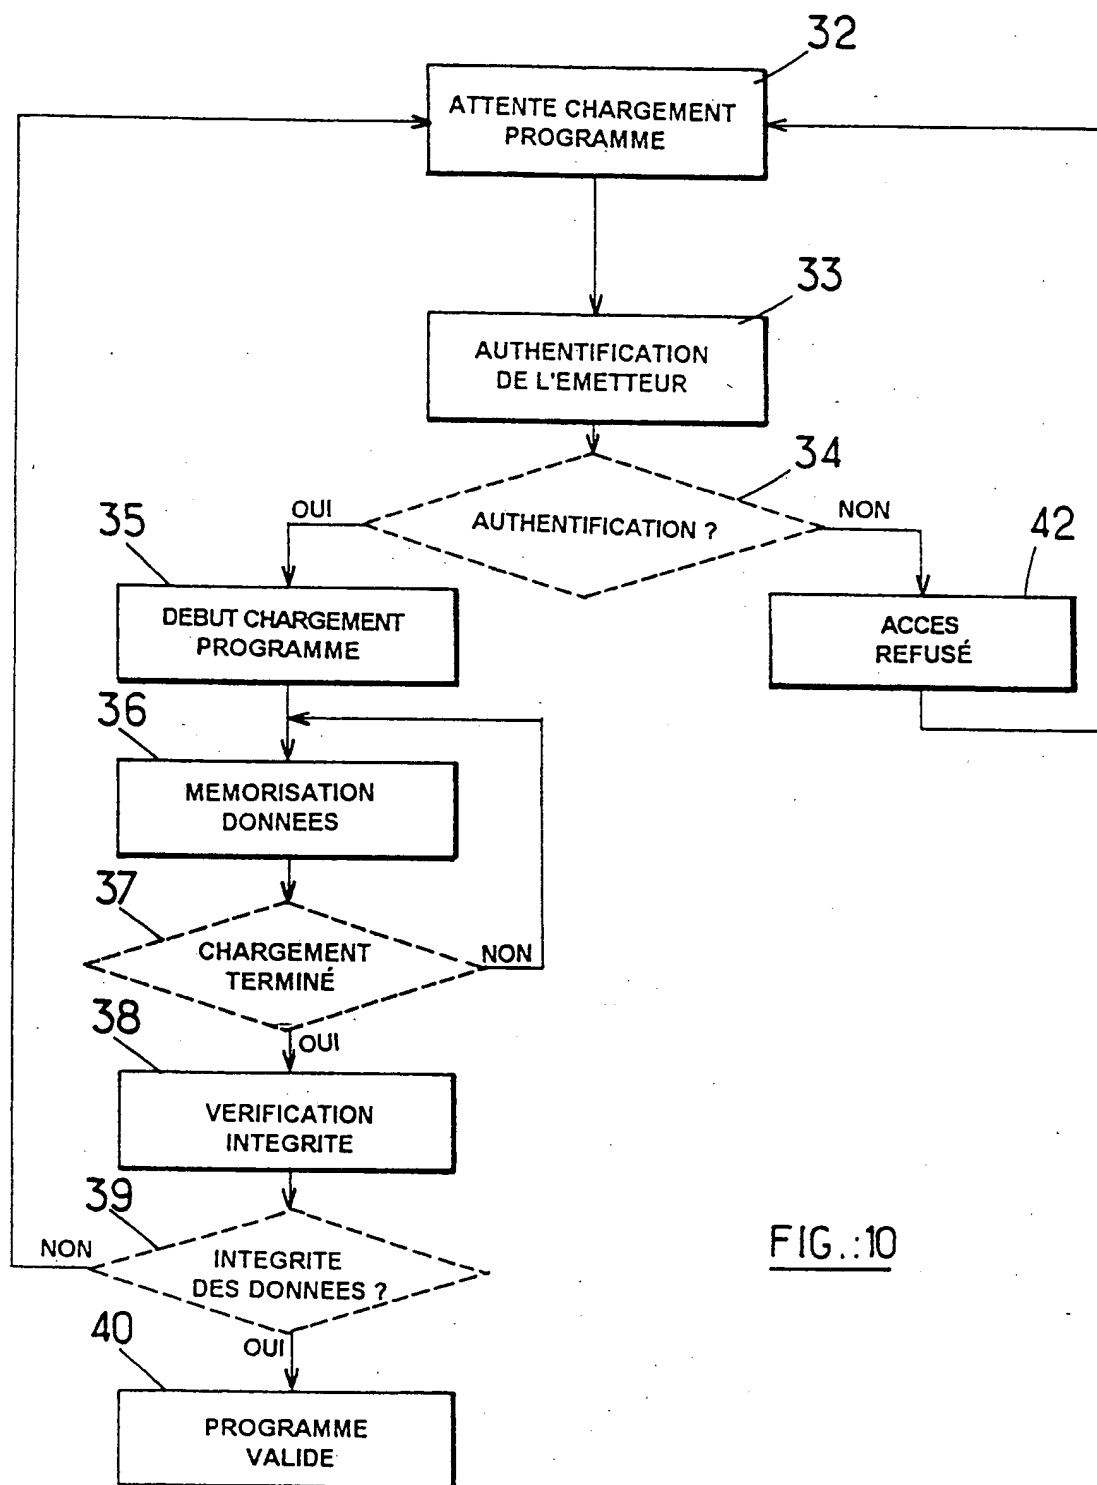 32
ATTENTE CHARGEMENT
PROGRAMME
33
AUTHENTIFICATION
DE L'EMETTEUR
34
AUTHENTIFICATION ?
OUI
NON
35
DEBUT CHARGEMENT
PROGRAMME
42
ACCES
REFUSÉ
36
MEMORISATION
DONNEES
37
CHARGEMENT
TERMINÉ
NON
OUI
38
VERIFICATION
INTEGRITE
39
INTEGRITE
DES DONNEES ?
NON
OUI
40
PROGRAMME
VALIDE
FIG.:10